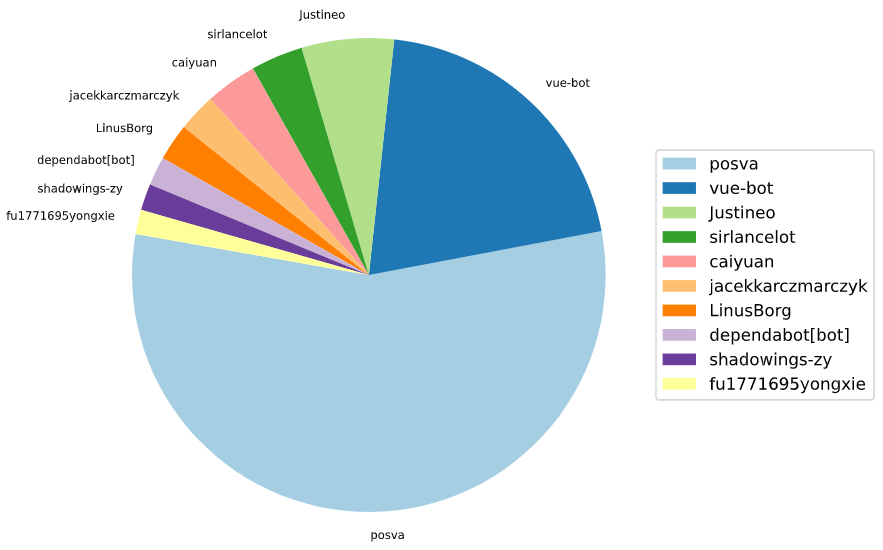 Justineo
sirlancelot
caiyuan
vue-bot
jacekkarczmarczyk
LinusBorg
dependabot[bot]
shadowings-zy
fu1771695yongxie
posva
posva
vue-bot
Justineo
sirlancelot
caiyuan
jacekkarczmarczyk
LinusBorg
dependabot[bot]
shadowings-zy
fu1771695yongxie